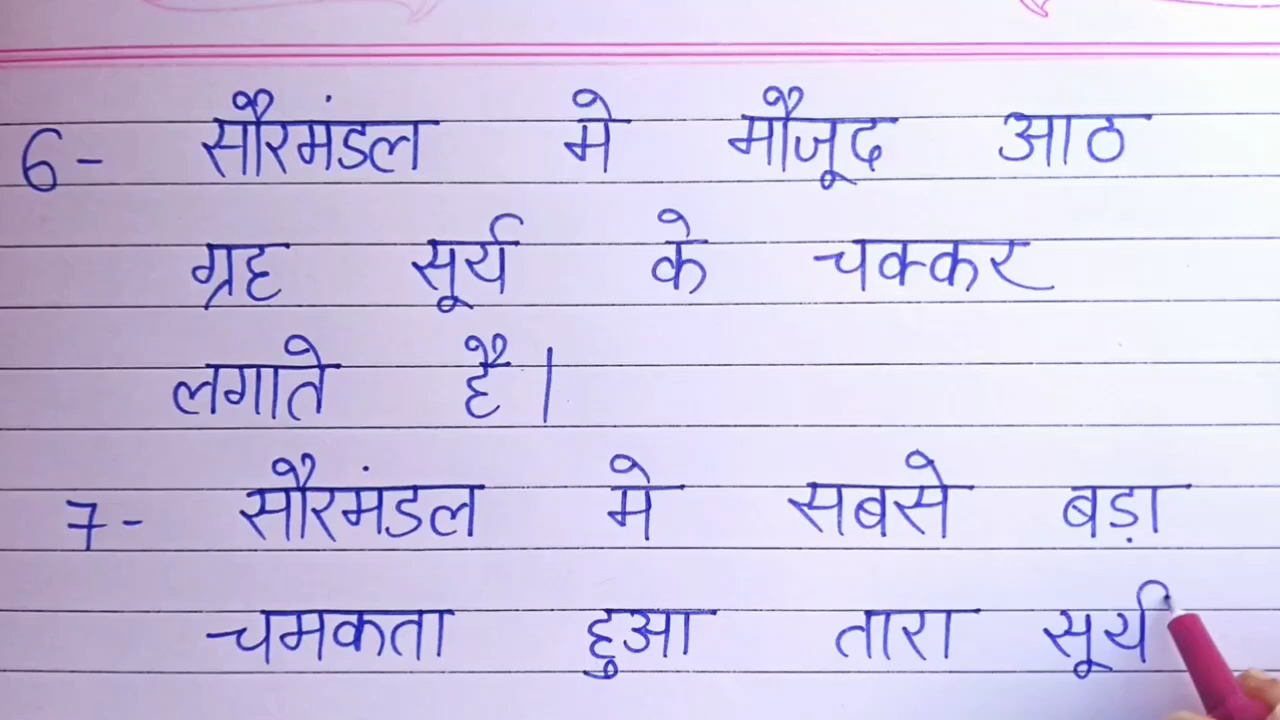 6- सौरमंडल मे मौजूद आठ
ग्रह सूर्य के चक्कर
लगाते है।
7- सौरमंडल मे सबसे बड़ा
चमकता हुआ तारा सूर्य